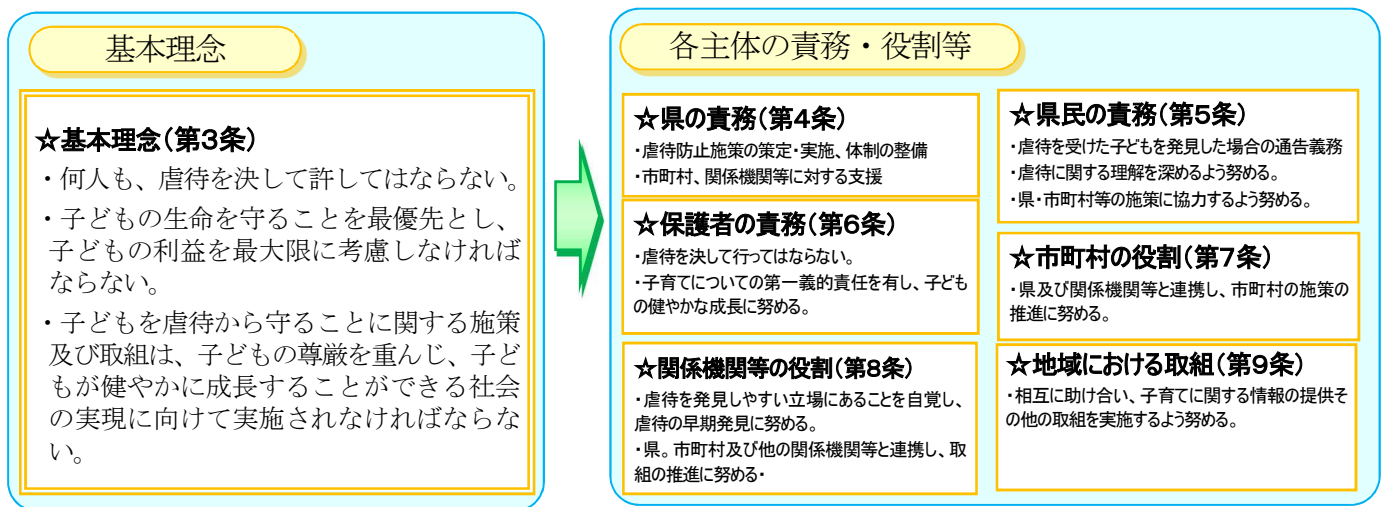 基本理念
☆基本理念(第3条)
・何人も、虐待を決して許してはならない。
・子どもの生命を守ることを最優先とし、
子どもの利益を最大限に考慮しなければ
ならない。
・子どもを虐待から守ることに関する施策
及び取組は、子どもの尊厳を重んじ、子ど
もが健やかに成長することができる社会
の実現に向けて実施されなければならな
い。
各主体の責務・役割等
☆県の責務(第4条)
・虐待防止施策の策定・実施、体制の整備
・市町村、関係機関等に対する支援
☆保護者の責務(第6条)
・虐待を決して行ってはならない。
・子育てについての第一義的責任を有し、子ども
の健やかな成長に努める。
☆関係機関等の役割(第8条)
・虐待を発見しやすい立場にあることを自覚し、
虐待の早期発見に努める。
・県。市町村及び他の関係機関等と連携し、取
組の推進に努める・
☆県民の責務(第5条)
・虐待を受けた子どもを発見した場合の通告義務
・虐待に関する理解を深めるよう努める。
・県・市町村等の施策に協力するよう努める。
☆市町村の役割(第7条)
・県及び関係機関等と連携し、市町村の施策の
推進に努める。
☆地域における取組(第9条)
・相互に助け合い、子育てに関する情報の提供そ
の他の取組を実施するよう努める。